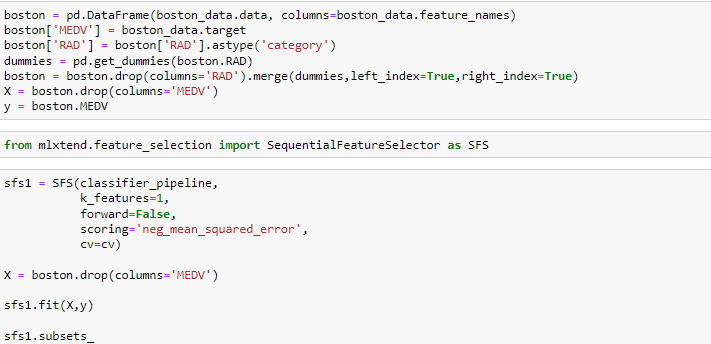 boston = pd.DataFrame(boston_data.data, columns=boston_data.feature_names)
boston['MEDV'] = boston_data.target
boston['RAD'] = boston['RAD'].astype('category')
dummies = pd.get_dummies(boston.RAD)
boston = boston.drop(columns='RAD').merge(dummies,left_index=True,right_index=True)
X = boston.drop(columns='MEDV')
y = boston.MEDV
from mlxtend.feature_selection import SequentialFeatureSelector as SFS
sfs1 = SFS(classifier_pipeline,
k_features=1,
forward=False,
scoring='neg_mean_squared_error',
cv=cv)
X = boston.drop(columns='MEDV')
sfs1.fit(X,y)
sfs1.subsets_